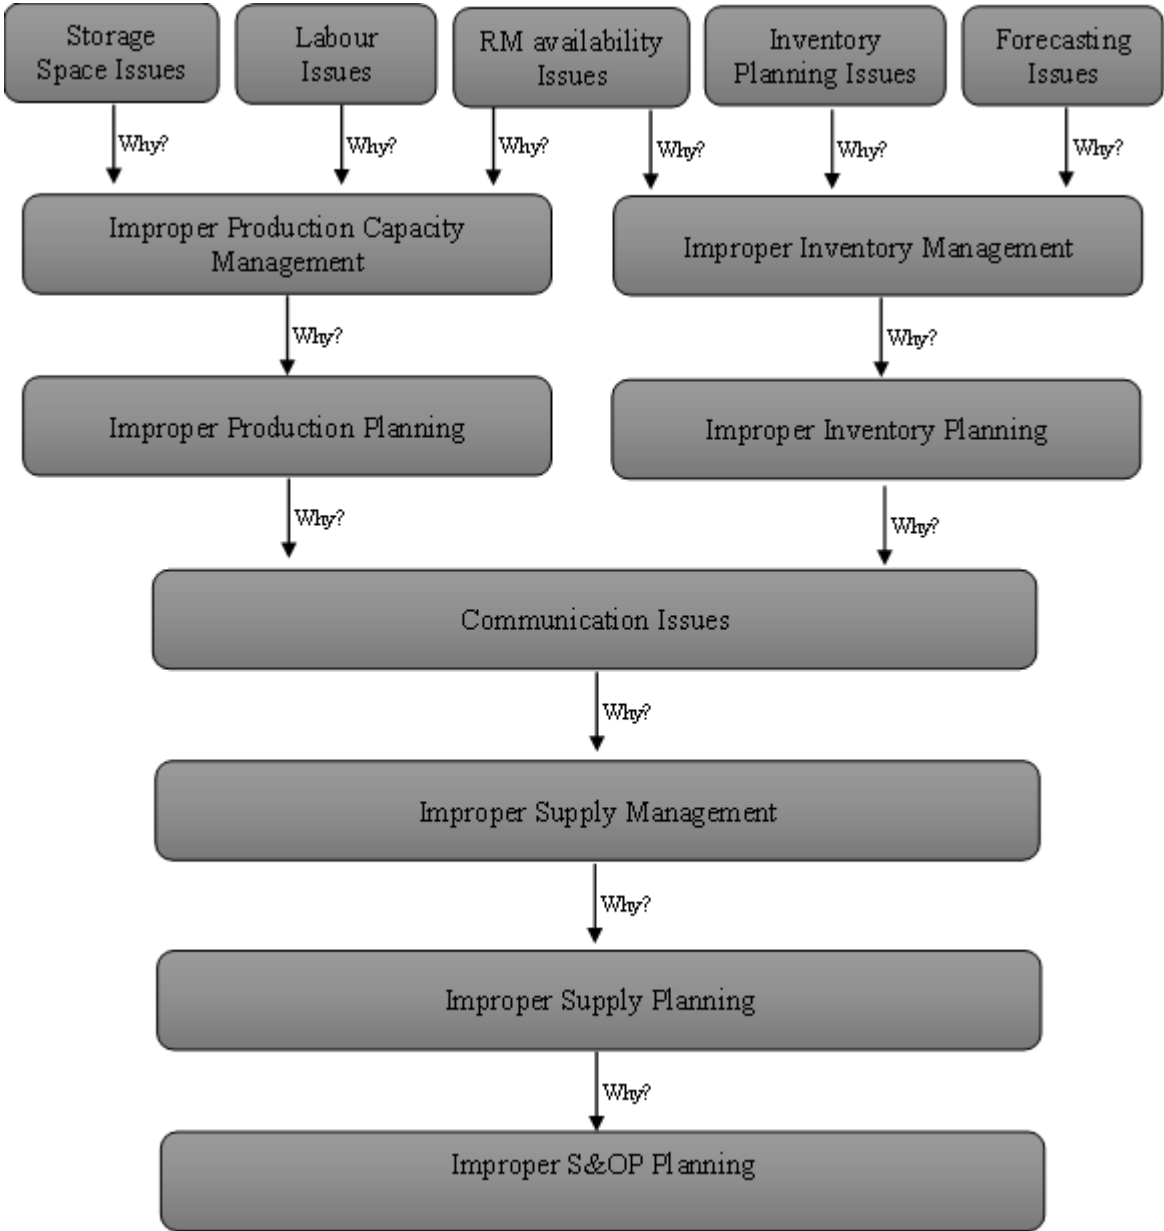 Storage
Space Issues
Labour
Issues
RM availability
Issues
Inventory
Planning Issues
Forecasting
Issues
Why?
Why?
Why?
Why?
Why?
Why?
Improper Production Capacity
Management
Improper Inventory Management
Why?
Why?
Improper Production Planning
Improper Inventory Planning
Why?
Why?
Communication Issues
Why?
Improper Supply Management
Why?
Improper Supply Planning
Why?
Improper S&OP Planning